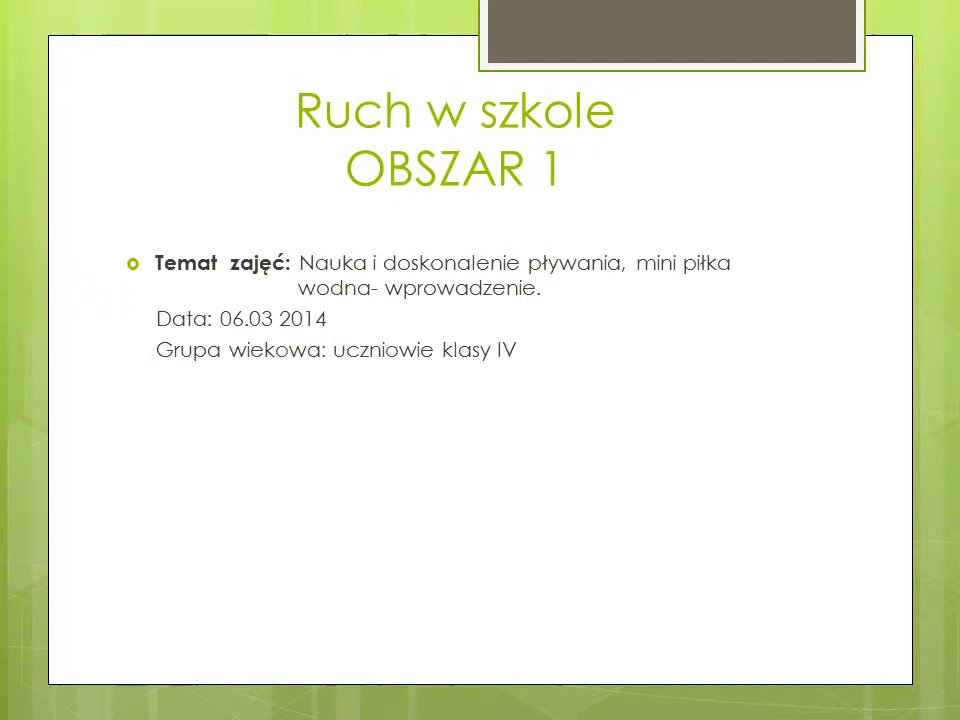 Ruch w szkole
OBSZAR 1
Temat zajęć: Nauka i doskonalenie pływania, mini piłka
wodna- wprowadzenie.
Data: 06.03 2014
Grupa wiekowa: uczniowie klasy IV